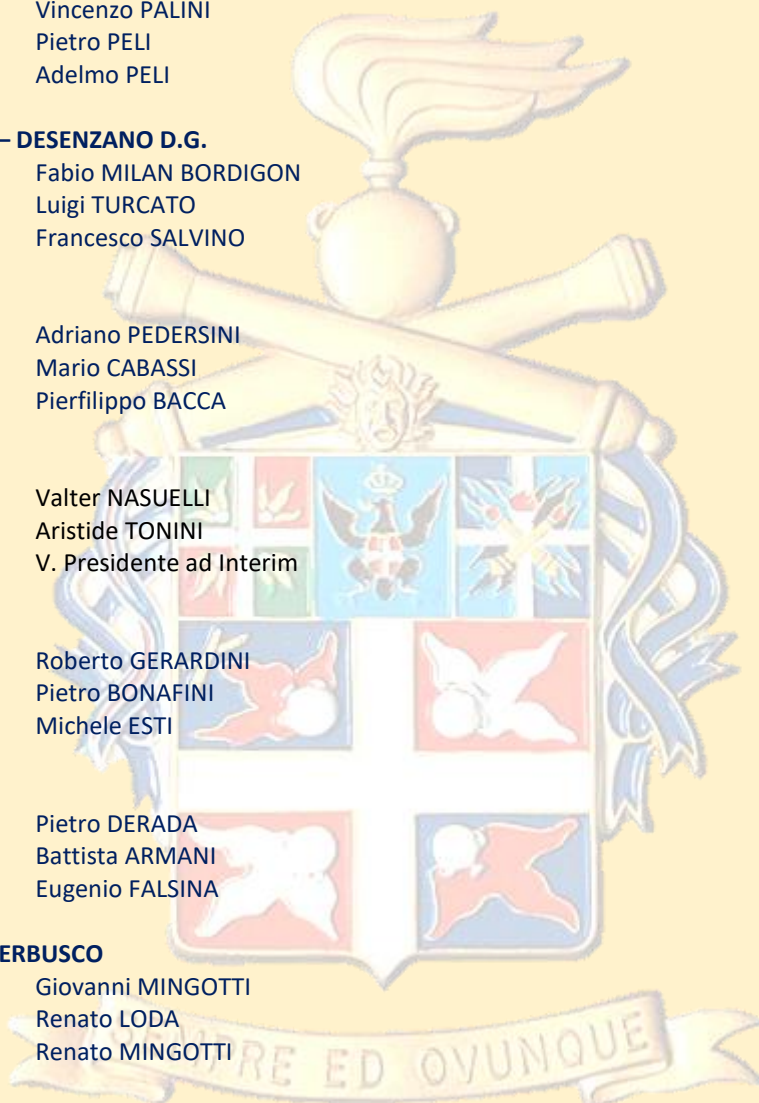 Vincenzo PALINI
Pietro PELI
Adelmo PELI
– DESENZANO D.G.
Fabio MILAN BORDIGON
Luigi TURCATO
Francesco SALVINO
Adriano PEDERSINI
Mario CABASSI
Pierfilippo BACCA
Valter NASUELLI
Aristide TONINI
V. Presidente ad Interim
Roberto GERARDINI
Pietro BONAFINI
Michele ESTI
Pietro DERADA
Battista ARMANI
Eugenio FALSINA
ERBUSCO
Giovanni MINGOTTI
Renato LODA
Renato MINGOTTI
SEMPRE ED OVUNQUE